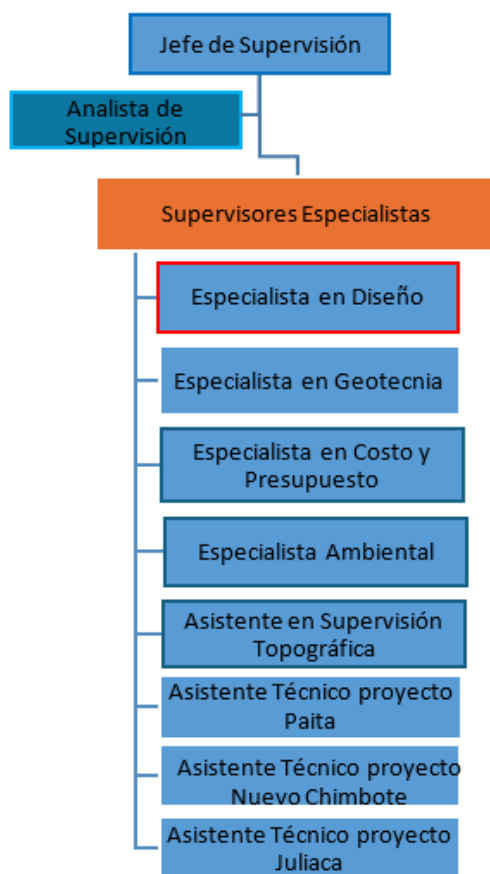 Jefe de Supervisión
Analista de
Supervisión
Supervisores Especialistas
Especialista en Diseño
Especialista en Geotecnia
Especialista en Costo y
Presupuesto
Especialista Ambiental
Asistente en Supervisión
Topográfica
Asistente Técnico proyecto
Paita
Asistente Técnico proyecto
Nuevo Chimbote
Asistente Técnico proyecto
Juliaca